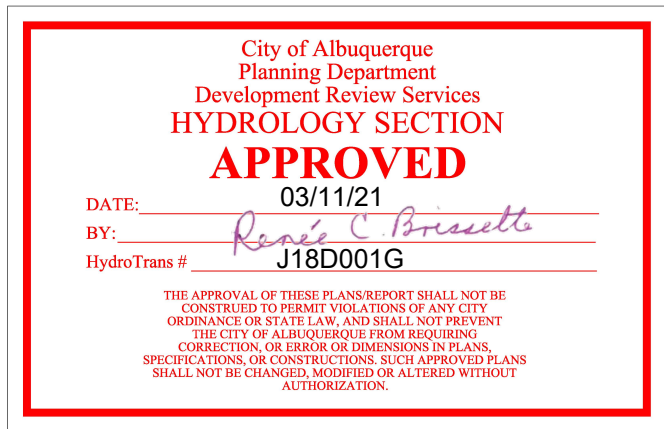 City of Albuquerque
Planning Department
Development Review Services
HYDROLOGY SECTION
APPROVED
DATE: 03/11/21
BY: Renée C. Brissette
HydroTrans # J18D001G
THE APPROVAL OF THESE PLANS/REPORT SHALL NOT BE
CONSTRUED TO PERMIT VIOLATIONS OF ANY CITY
ORDINANCE OR STATE LAW, AND SHALL NOT PREVENT
THE CITY OF ALBUQUERQUE FROM REQUIRING
CORRECTION, OR ERROR OR DIMENSIONS IN PLANS,
SPECIFICATIONS, OR CONSTRUCTIONS. SUCH APPROVED PLANS
SHALL NOT BE CHANGED, MODIFIED OR ALTERED WITHOUT
AUTHORIZATION.